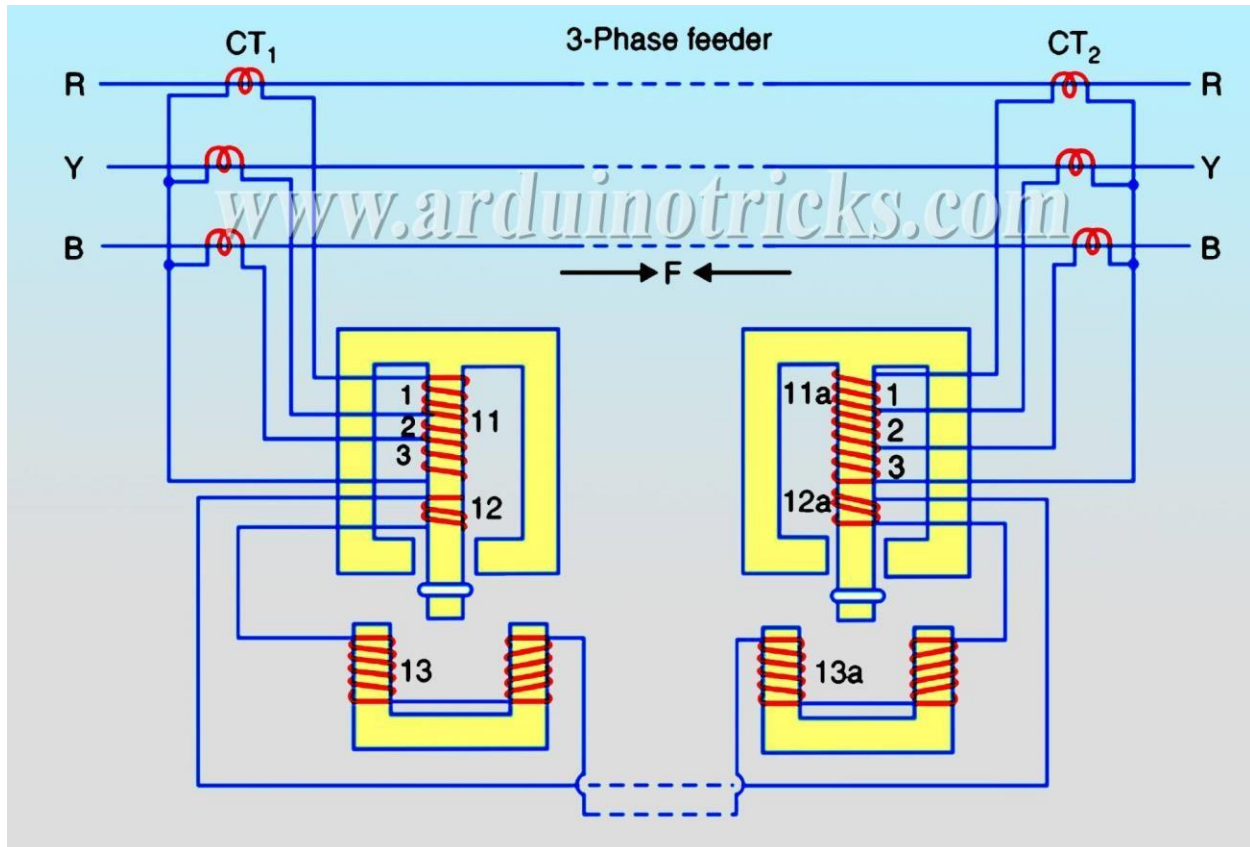 CT1 3-Phase feeder CT2
R R
Y Y
www.arduinotricks.com
B B
F
1 11 11a 1
2 2
3 3
12 12a
13 13a